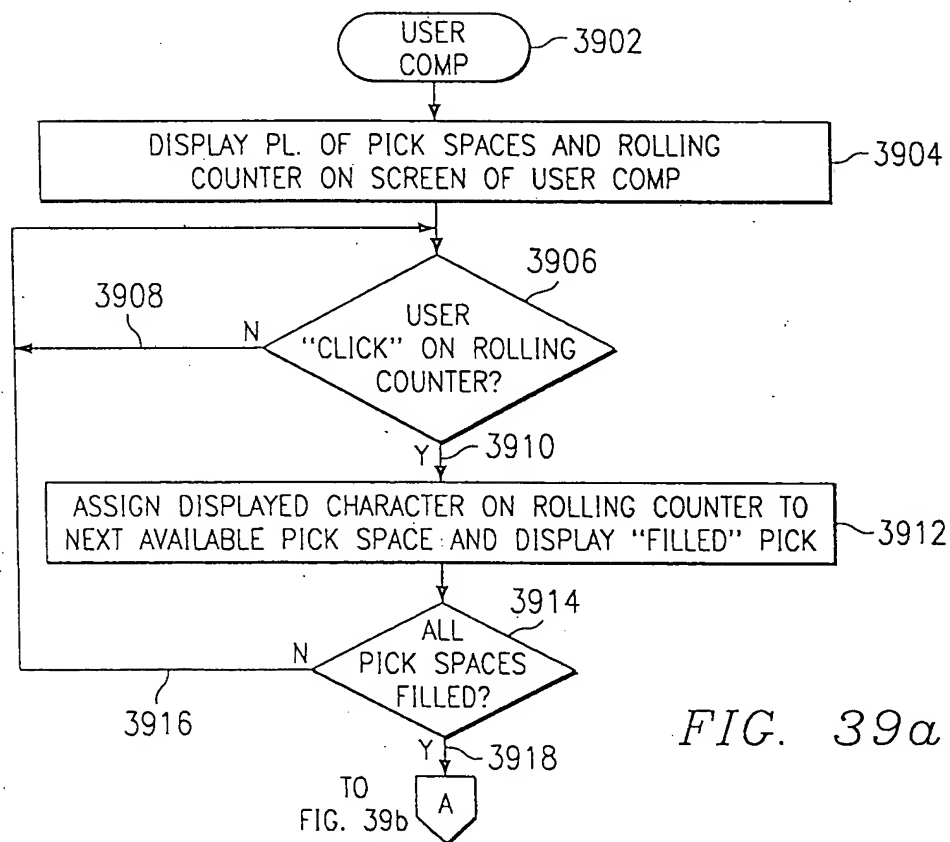 USER
COMP
3902
DISPLAY PL. OF PICK SPACES AND ROLLING
COUNTER ON SCREEN OF USER COMP
3904
3906
3908
N
USER
"CLICK" ON ROLLING
COUNTER?
Y
3910
ASSIGN DISPLAYED CHARACTER ON ROLLING COUNTER TO
NEXT AVAILABLE PICK SPACE AND DISPLAY "FILLED" PICK
3912
3914
N
ALL
PICK SPACES
FILLED?
3916
Y
3918
TO
FIG. 39b
A
FIG. 39a